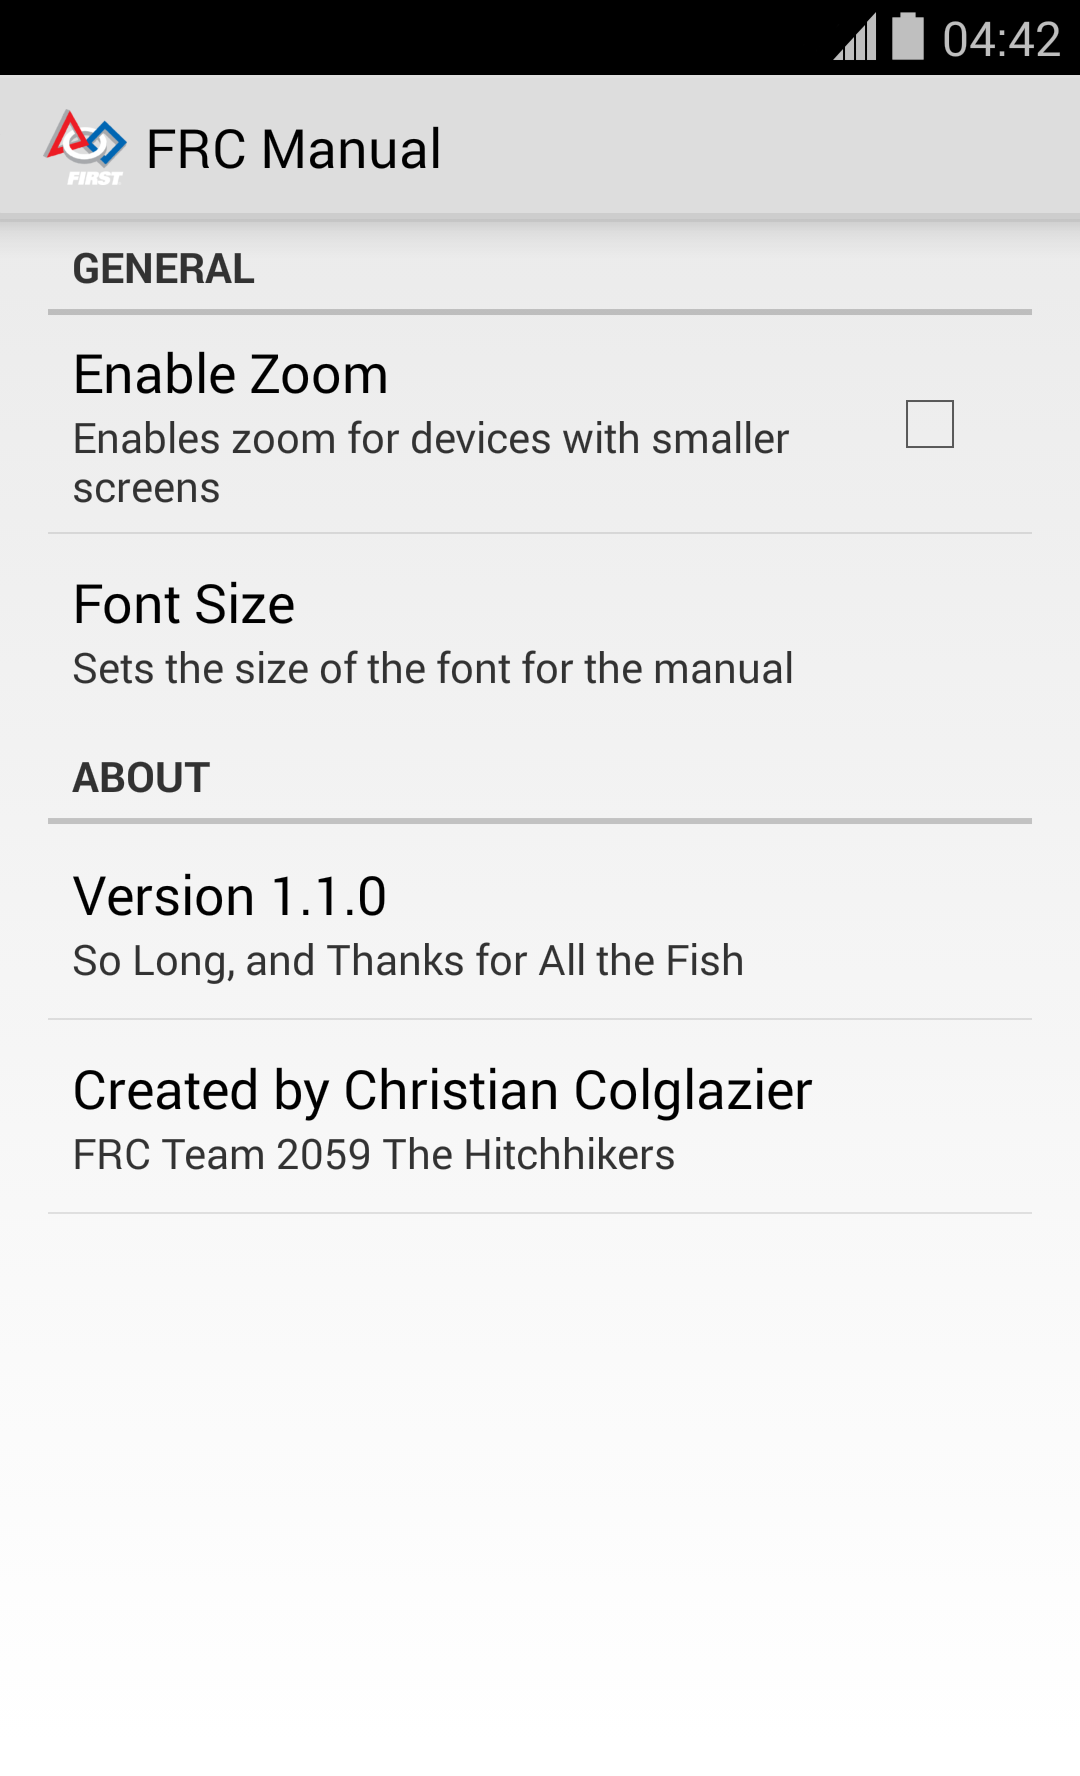 04:42
FIRST
FRC Manual
GENERAL
Enable Zoom
Enables zoom for devices with smaller
screens
Font Size
Sets the size of the font for the manual
ABOUT
Version 1.1.0
So Long, and Thanks for All the Fish
Created by Christian Colglazier
FRC Team 2059 The Hitchhikers